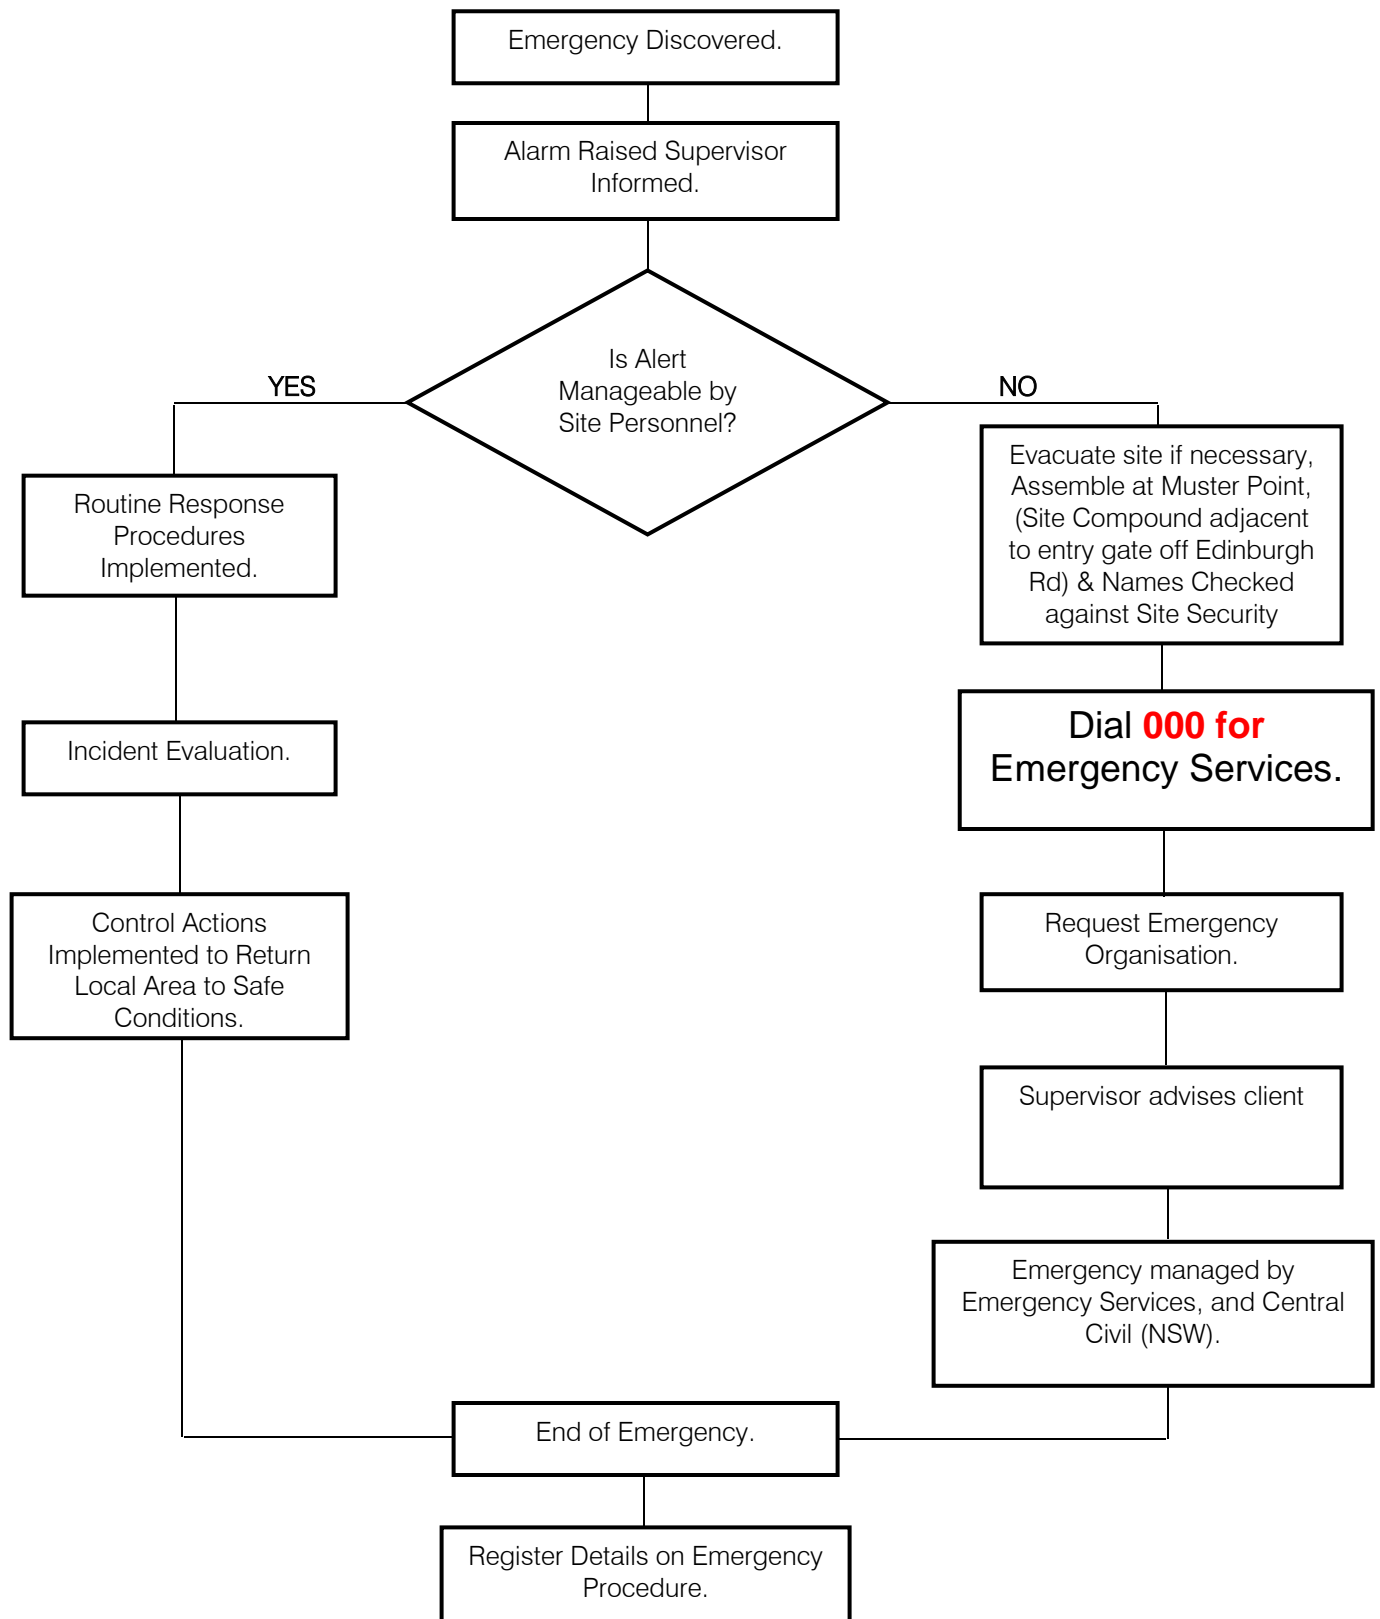 Emergency Discovered.
Alarm Raised Supervisor
Informed.
Is Alert
Manageable by
Site Personnel?
YES
NO
Routine Response
Procedures
Implemented.
Incident Evaluation.
Control Actions
Implemented to Return
Local Area to Safe
Conditions.
Evacuate site if necessary,
Assemble at Muster Point,
(Site Compound adjacent
to entry gate off Edinburgh
Rd) & Names Checked
against Site Security
Dial 000 for
Emergency Services.
Request Emergency
Organisation.
Supervisor advises client
Emergency managed by
Emergency Services, and Central
Civil (NSW).
End of Emergency.
Register Details on Emergency
Procedure.